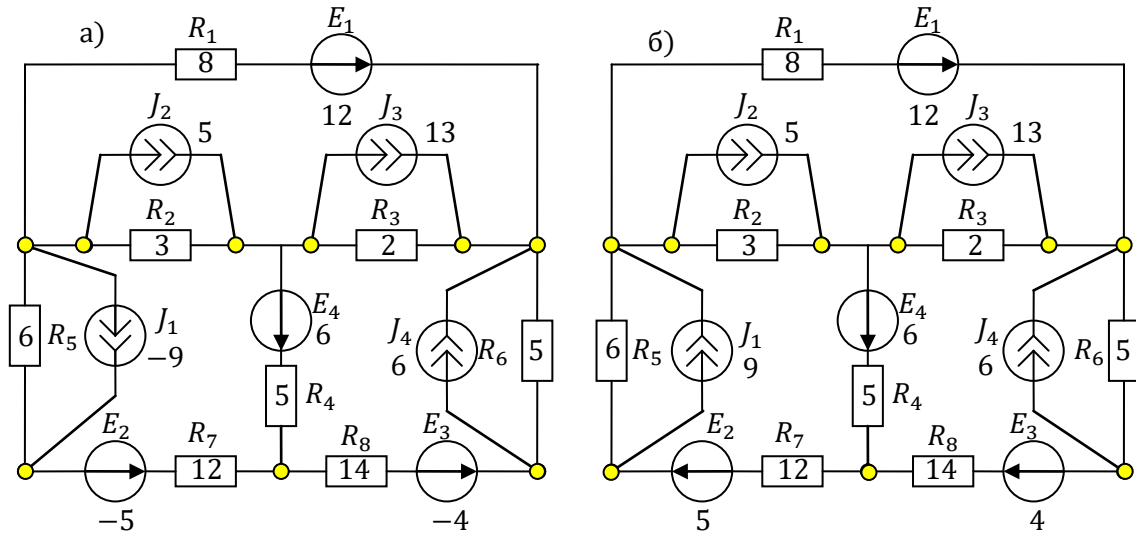 а) R₁ E₁
8
12
J₂ 5 J₃ 13
R₂ R₃
3 2
6 R₅ J₁ −9
E₄ 6
J₄ 6 R₆ 5
5 R₄
E₂ R₇ R₈ E₃
12 14
−5 −4
б) R₁ E₁
8
12
J₂ 5 J₃ 13
R₂ R₃
3 2
6 R₅ J₁ 9
E₄ 6
J₄ 6 R₆ 5
5 R₄
E₂ R₇ R₈ E₃
12 14
5 4